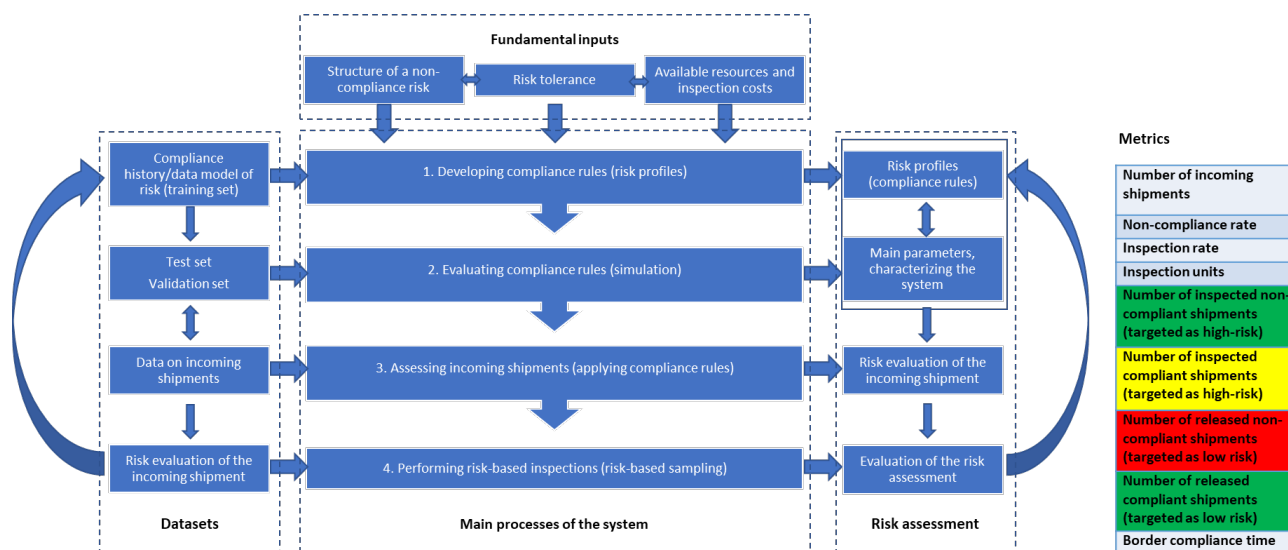 Fundamental inputs
Structure of a non-
compliance risk
Risk tolerance
Available resources and
inspection costs
Compliance
history/data model of
risk (training set)
1. Developing compliance rules (risk profiles)
Risk profiles
(compliance rules)
Test set
Validation set
2. Evaluating compliance rules (simulation)
Main parameters,
characterizing the
system
Data on incoming
shipments
3. Assessing incoming shipments (applying compliance rules)
Risk evaluation of the
incoming shipment
Risk evaluation of the
incoming shipment
4. Performing risk-based inspections (risk-based sampling)
Evaluation of the risk
assessment
Datasets
Main processes of the system
Risk assessment
Metrics
Number of incoming
shipments
Non-compliance rate
Inspection rate
Inspection units
Number of inspected non-
compliant shipments
(targeted as high-risk)
Number of inspected
compliant shipments
(targeted as high-risk)
Number of released non-
compliant shipments
(targeted as low risk)
Number of released
compliant shipments
(targeted as low risk)
Border compliance time